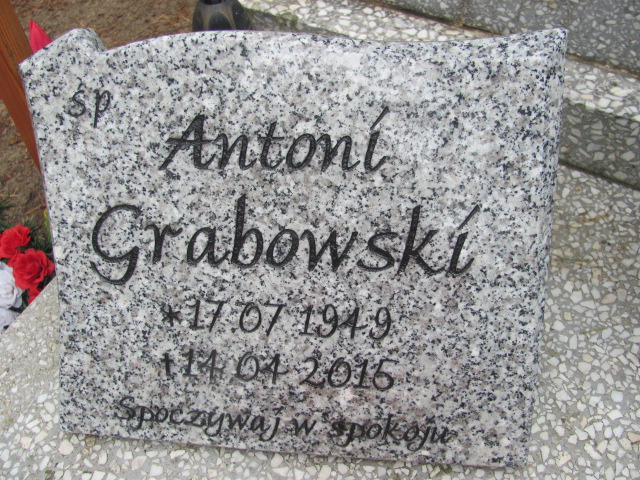 śp
Antoni
Grabowski
*17.07 1949
†14 04 2015
Spoczywaj w spokoju